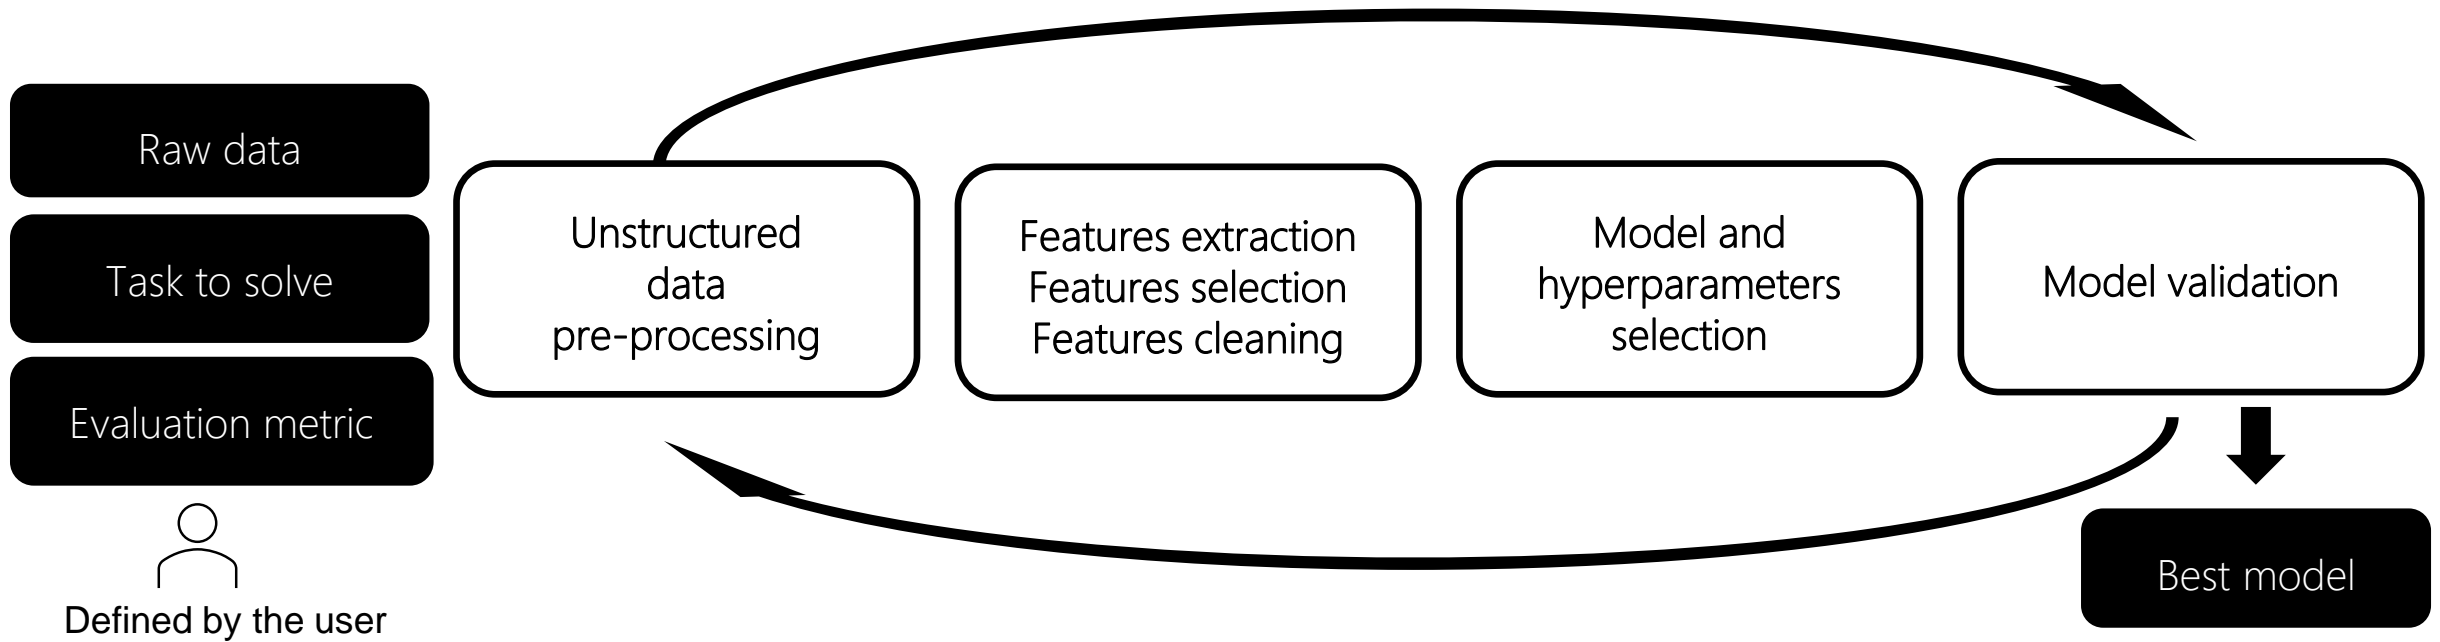 Raw data
Task to solve
Evaluation metric
Defined by the user
Unstructured
data
pre-processing
Features extraction
Features selection
Features cleaning
Model and
hyperparameters
selection
Model validation
Best model